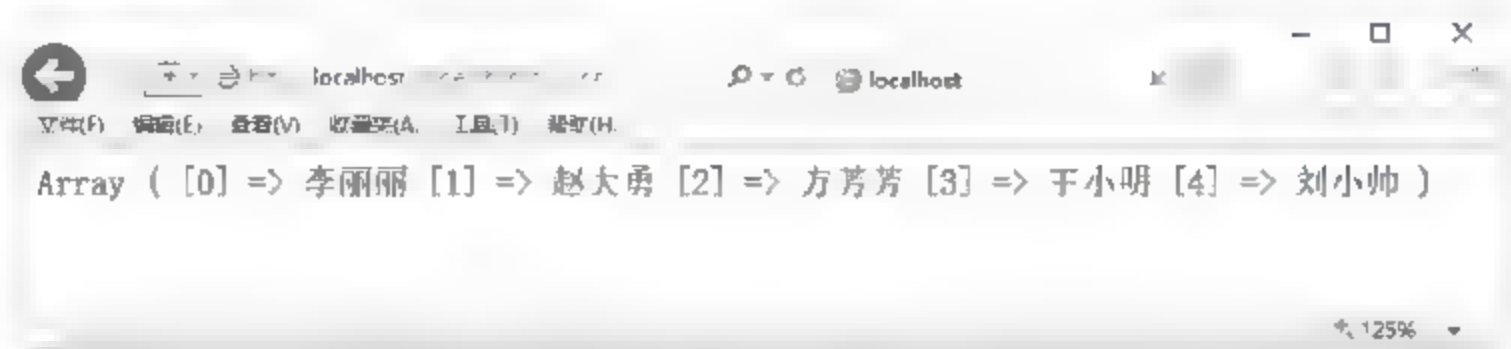 localhost localhost
文件(F) 编辑(E) 查看(V) 收藏夹(A) 工具(T) 帮助(H)
Array ( [0] => 李丽丽 [1] => 赵大勇 [2] => 方芳芳 [3] => 王小明 [4] => 刘小帅 )
125%